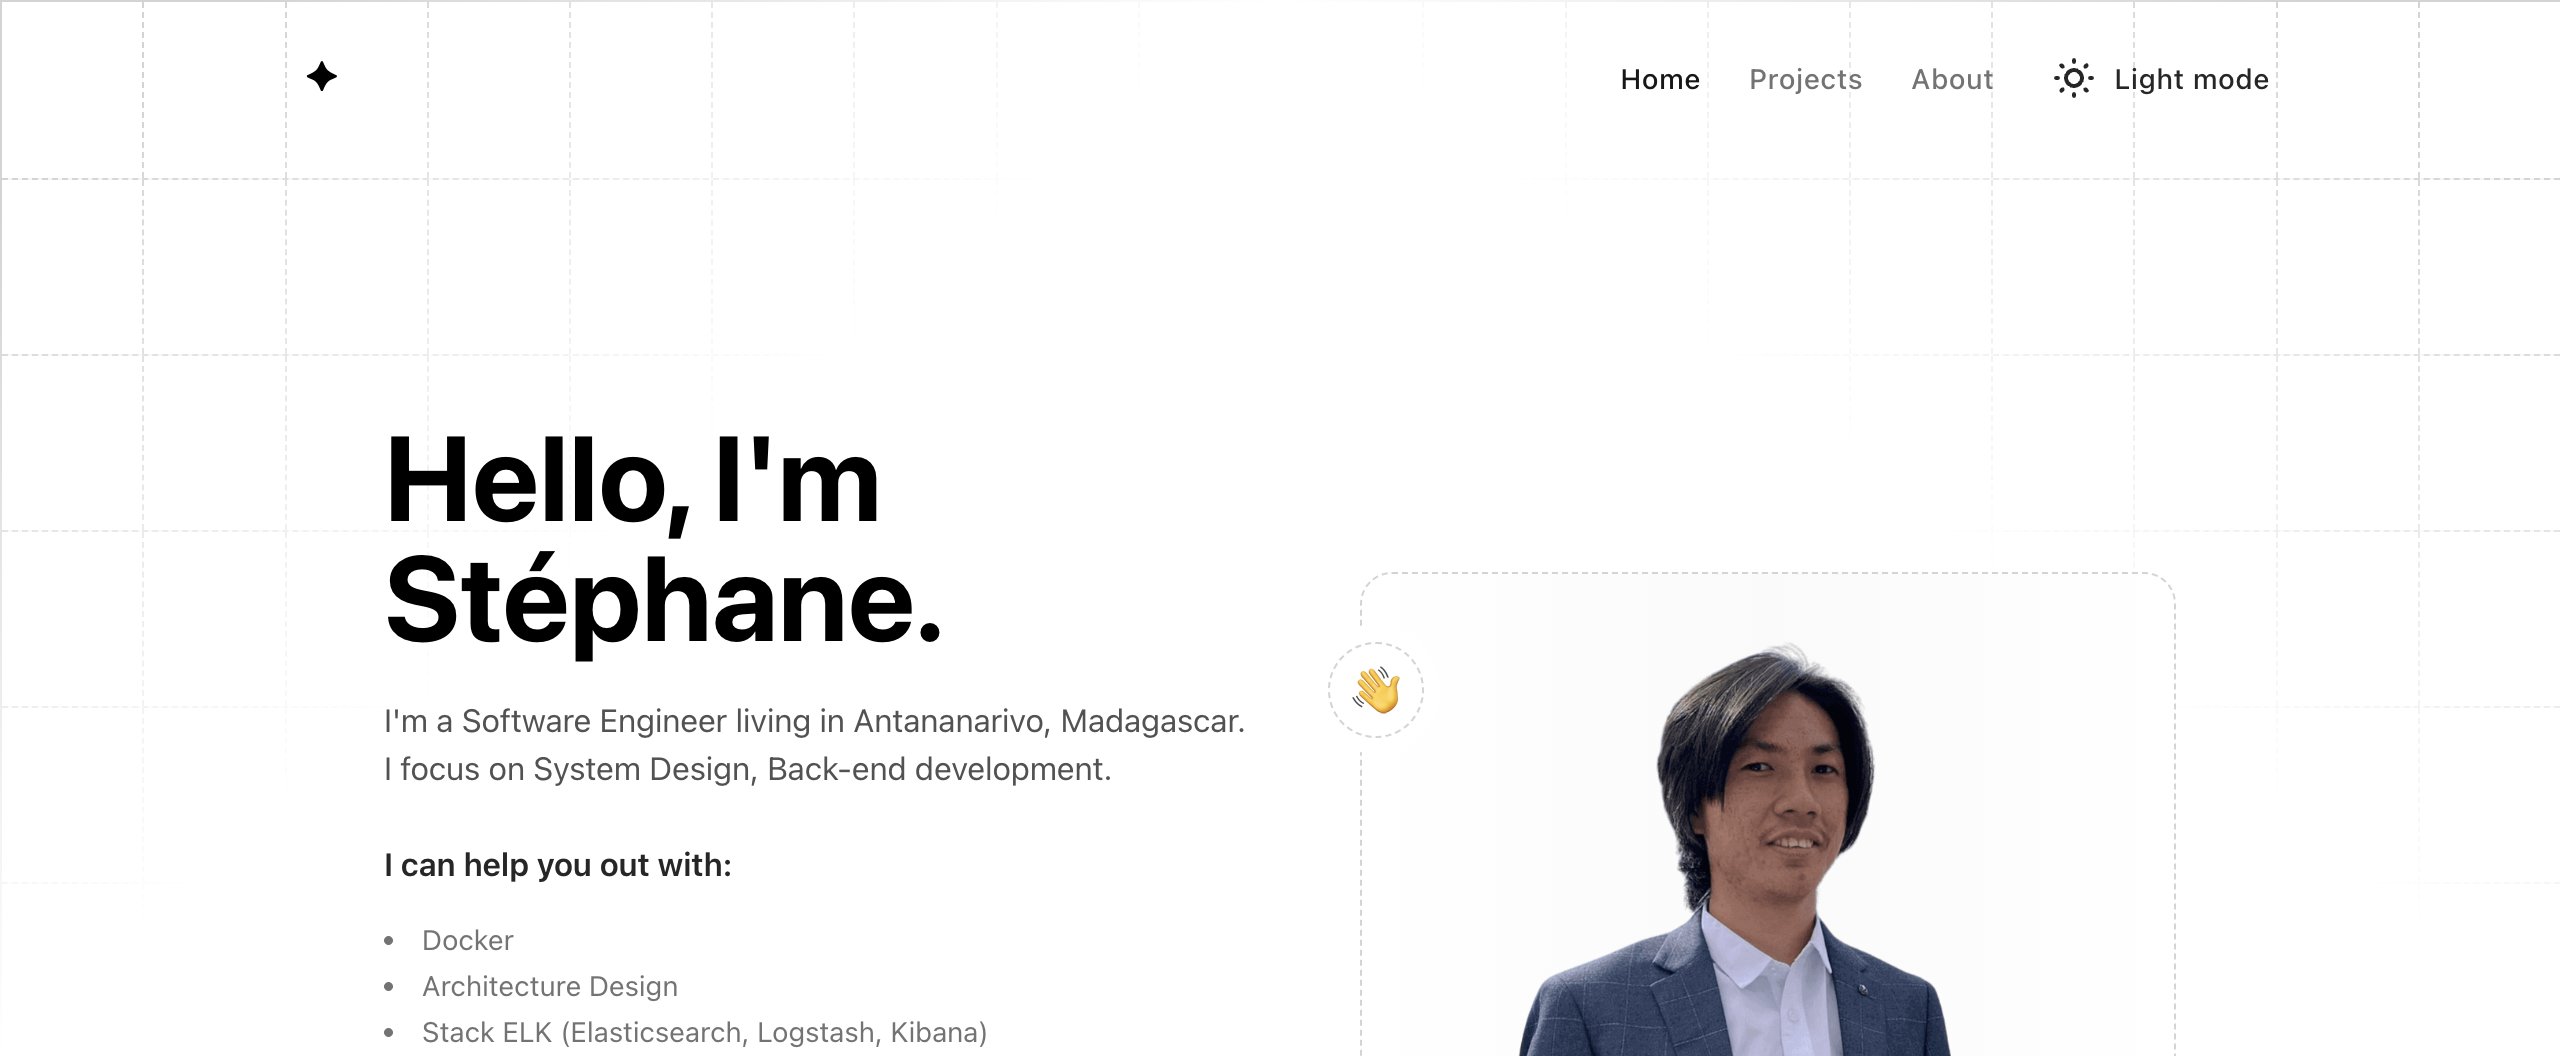 Home Projects About Light mode
Hello, I'm
Stéphane.
I'm a Software Engineer living in Antananarivo, Madagascar.
I focus on System Design, Back-end development.
I can help you out with:
• Docker
• Architecture Design
• Stack ELK (Elasticsearch, Logstash, Kibana)